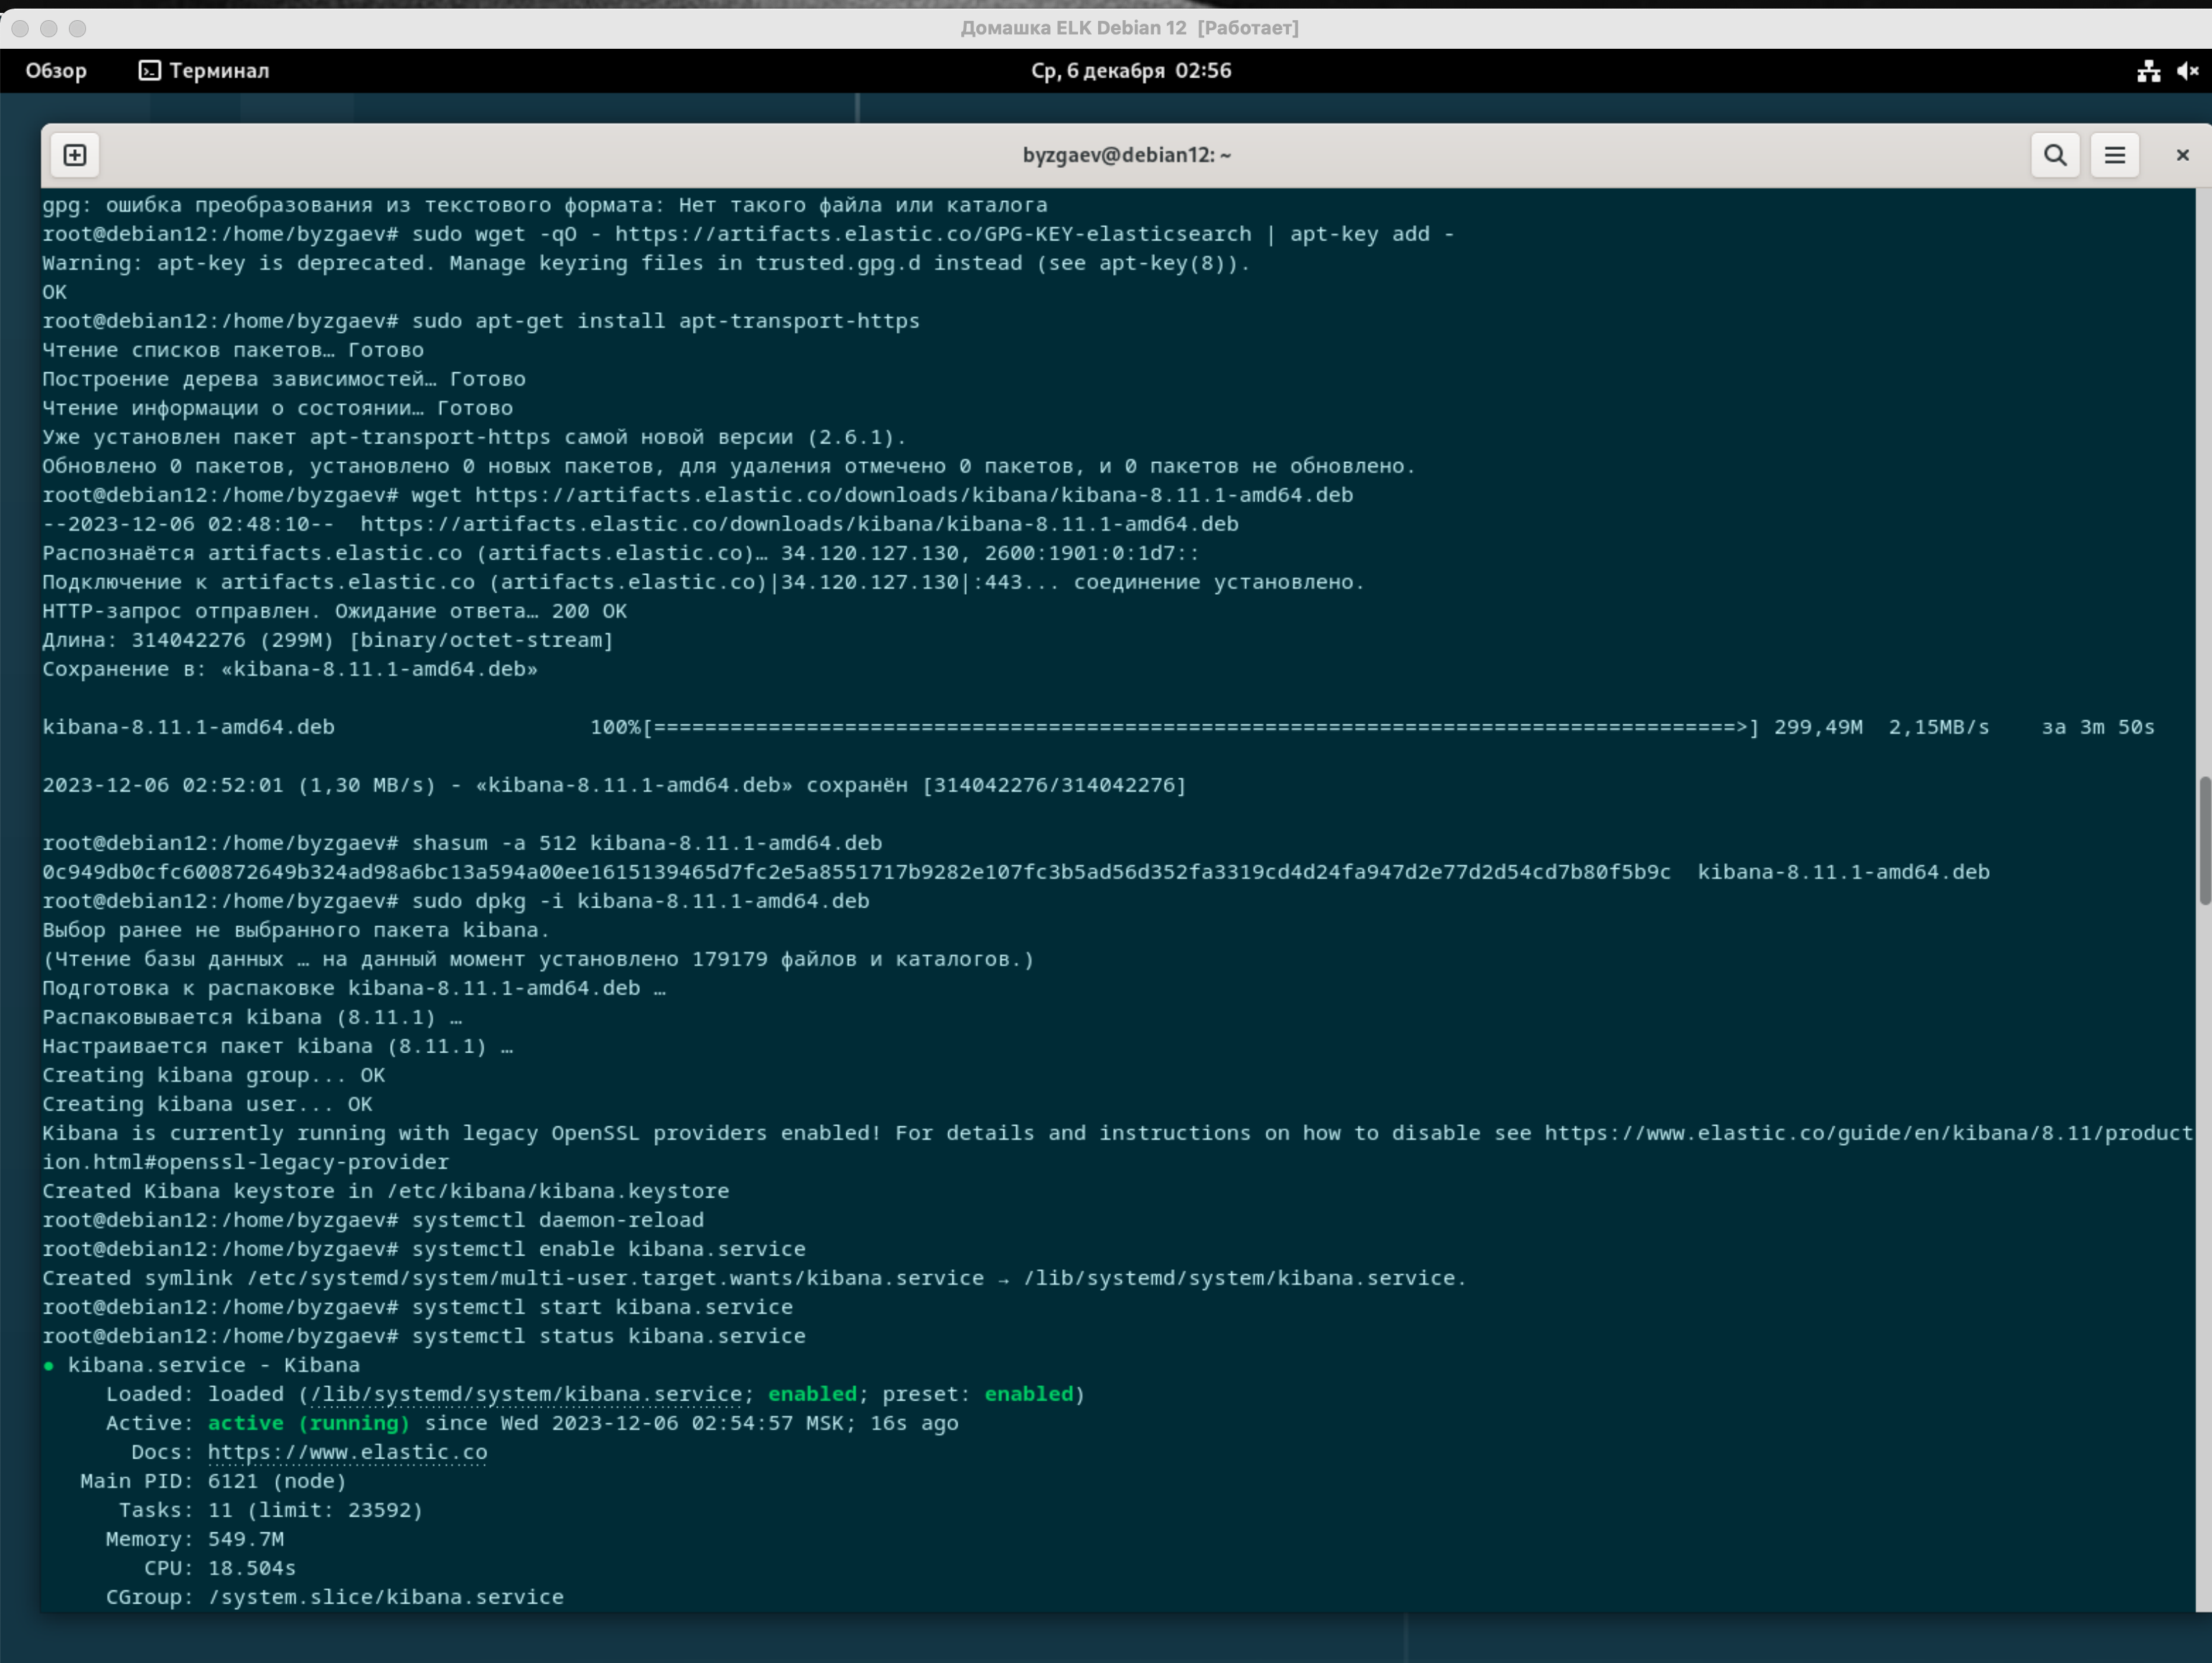 Домашка ELK Debian 12 [Работает]
Обзор Терминал Ср, 6 декабря 02:56
byzgaev@debian12: ~
gpg: ошибка преобразования из текстового формата: Нет такого файла или каталога
root@debian12:/home/byzgaev# sudo wget -qO - https://artifacts.elastic.co/GPG-KEY-elasticsearch | apt-key add -
Warning: apt-key is deprecated. Manage keyring files in trusted.gpg.d instead (see apt-key(8)).
OK
root@debian12:/home/byzgaev# sudo apt-get install apt-transport-https
Чтение списков пакетов… Готово
Построение дерева зависимостей… Готово
Чтение информации о состоянии… Готово
Уже установлен пакет apt-transport-https самой новой версии (2.6.1).
Обновлено 0 пакетов, установлено 0 новых пакетов, для удаления отмечено 0 пакетов, и 0 пакетов не обновлено.
root@debian12:/home/byzgaev# wget https://artifacts.elastic.co/downloads/kibana/kibana-8.11.1-amd64.deb
--2023-12-06 02:48:10--  https://artifacts.elastic.co/downloads/kibana/kibana-8.11.1-amd64.deb
Распознаётся artifacts.elastic.co (artifacts.elastic.co)… 34.120.127.130, 2600:1901:0:1d7::
Подключение к artifacts.elastic.co (artifacts.elastic.co)|34.120.127.130|:443... соединение установлено.
HTTP-запрос отправлен. Ожидание ответа… 200 OK
Длина: 314042276 (299M) [binary/octet-stream]
Сохранение в: «kibana-8.11.1-amd64.deb»
kibana-8.11.1-amd64.deb 100%[=====================================================================================>] 299,49M 2,15MB/s за 3m 50s
2023-12-06 02:52:01 (1,30 MB/s) - «kibana-8.11.1-amd64.deb» сохранён [314042276/314042276]
root@debian12:/home/byzgaev# shasum -a 512 kibana-8.11.1-amd64.deb
0c949db0cfc600872649b324ad98a6bc13a594a00ee1615139465d7fc2e5a8551717b9282e107fc3b5ad56d352fa3319cd4d24fa947d2e77d2d54cd7b80f5b9c  kibana-8.11.1-amd64.deb
root@debian12:/home/byzgaev# sudo dpkg -i kibana-8.11.1-amd64.deb
Выбор ранее не выбранного пакета kibana.
(Чтение базы данных … на данный момент установлено 179179 файлов и каталогов.)
Подготовка к распаковке kibana-8.11.1-amd64.deb …
Распаковывается kibana (8.11.1) …
Настраивается пакет kibana (8.11.1) …
Creating kibana group... OK
Creating kibana user... OK
Kibana is currently running with legacy OpenSSL providers enabled! For details and instructions on how to disable see https://www.elastic.co/guide/en/kibana/8.11/product
ion.html#openssl-legacy-provider
Created Kibana keystore in /etc/kibana/kibana.keystore
root@debian12:/home/byzgaev# systemctl daemon-reload
root@debian12:/home/byzgaev# systemctl enable kibana.service
Created symlink /etc/systemd/system/multi-user.target.wants/kibana.service → /lib/systemd/system/kibana.service.
root@debian12:/home/byzgaev# systemctl start kibana.service
root@debian12:/home/byzgaev# systemctl status kibana.service
● kibana.service - Kibana
Loaded: loaded (/lib/systemd/system/kibana.service; enabled; preset: enabled)
Active: active (running) since Wed 2023-12-06 02:54:57 MSK; 16s ago
Docs: https://www.elastic.co
Main PID: 6121 (node)
Tasks: 11 (limit: 23592)
Memory: 549.7M
CPU: 18.504s
CGroup: /system.slice/kibana.service